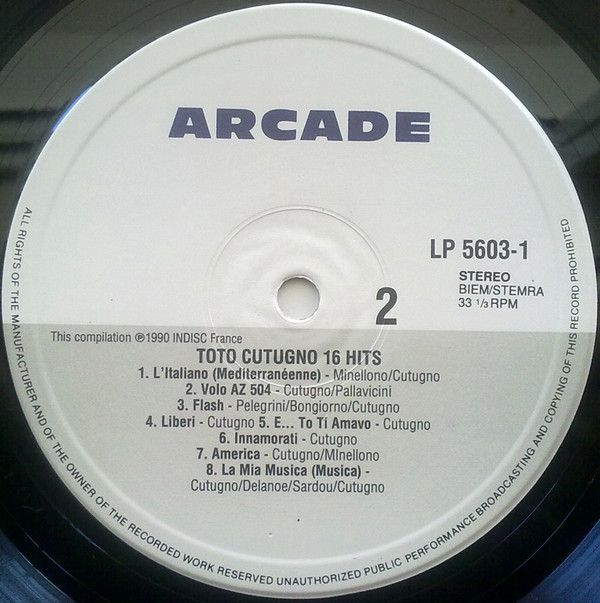 ARCADE
LP 5603-1
STEREO
BIEM/STEMRA
33 1/3 RPM
2
This compilation ℗1990 INDISC France
TOTO CUTUGNO 16 HITS
1. L'Italiano (Mediterranéenne) - Minellono/Cutugno
2. Volo AZ 504 - Cutugno/Pallavicini
3. Flash - Pelegrini/Bongiorno/Cutugno
4. Liberi - Cutugno 5. E... To Ti Amavo - Cutugno
6. Innamorati - Cutugno
7. America - Cutugno/MInellono
8. La Mia Musica (Musica) -
Cutugno/Delanoe/Sardou/Cutugno
ALL RIGHTS OF THE MANUFACTURER AND OF THE OWNER OF THE RECORDED WORK RESERVED UNAUTHORIZED PUBLIC PERFORMANCE BROADCASTING AND COPYING OF THIS RECORD PROHIBITED